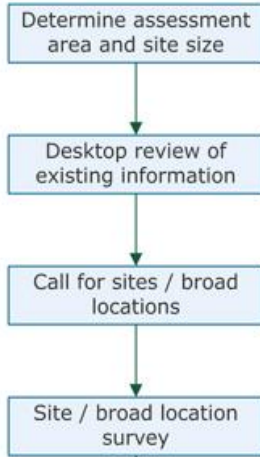 Determine assessment
area and site size
Desktop review of
existing information
Call for sites / broad
locations
Site / broad location
survey